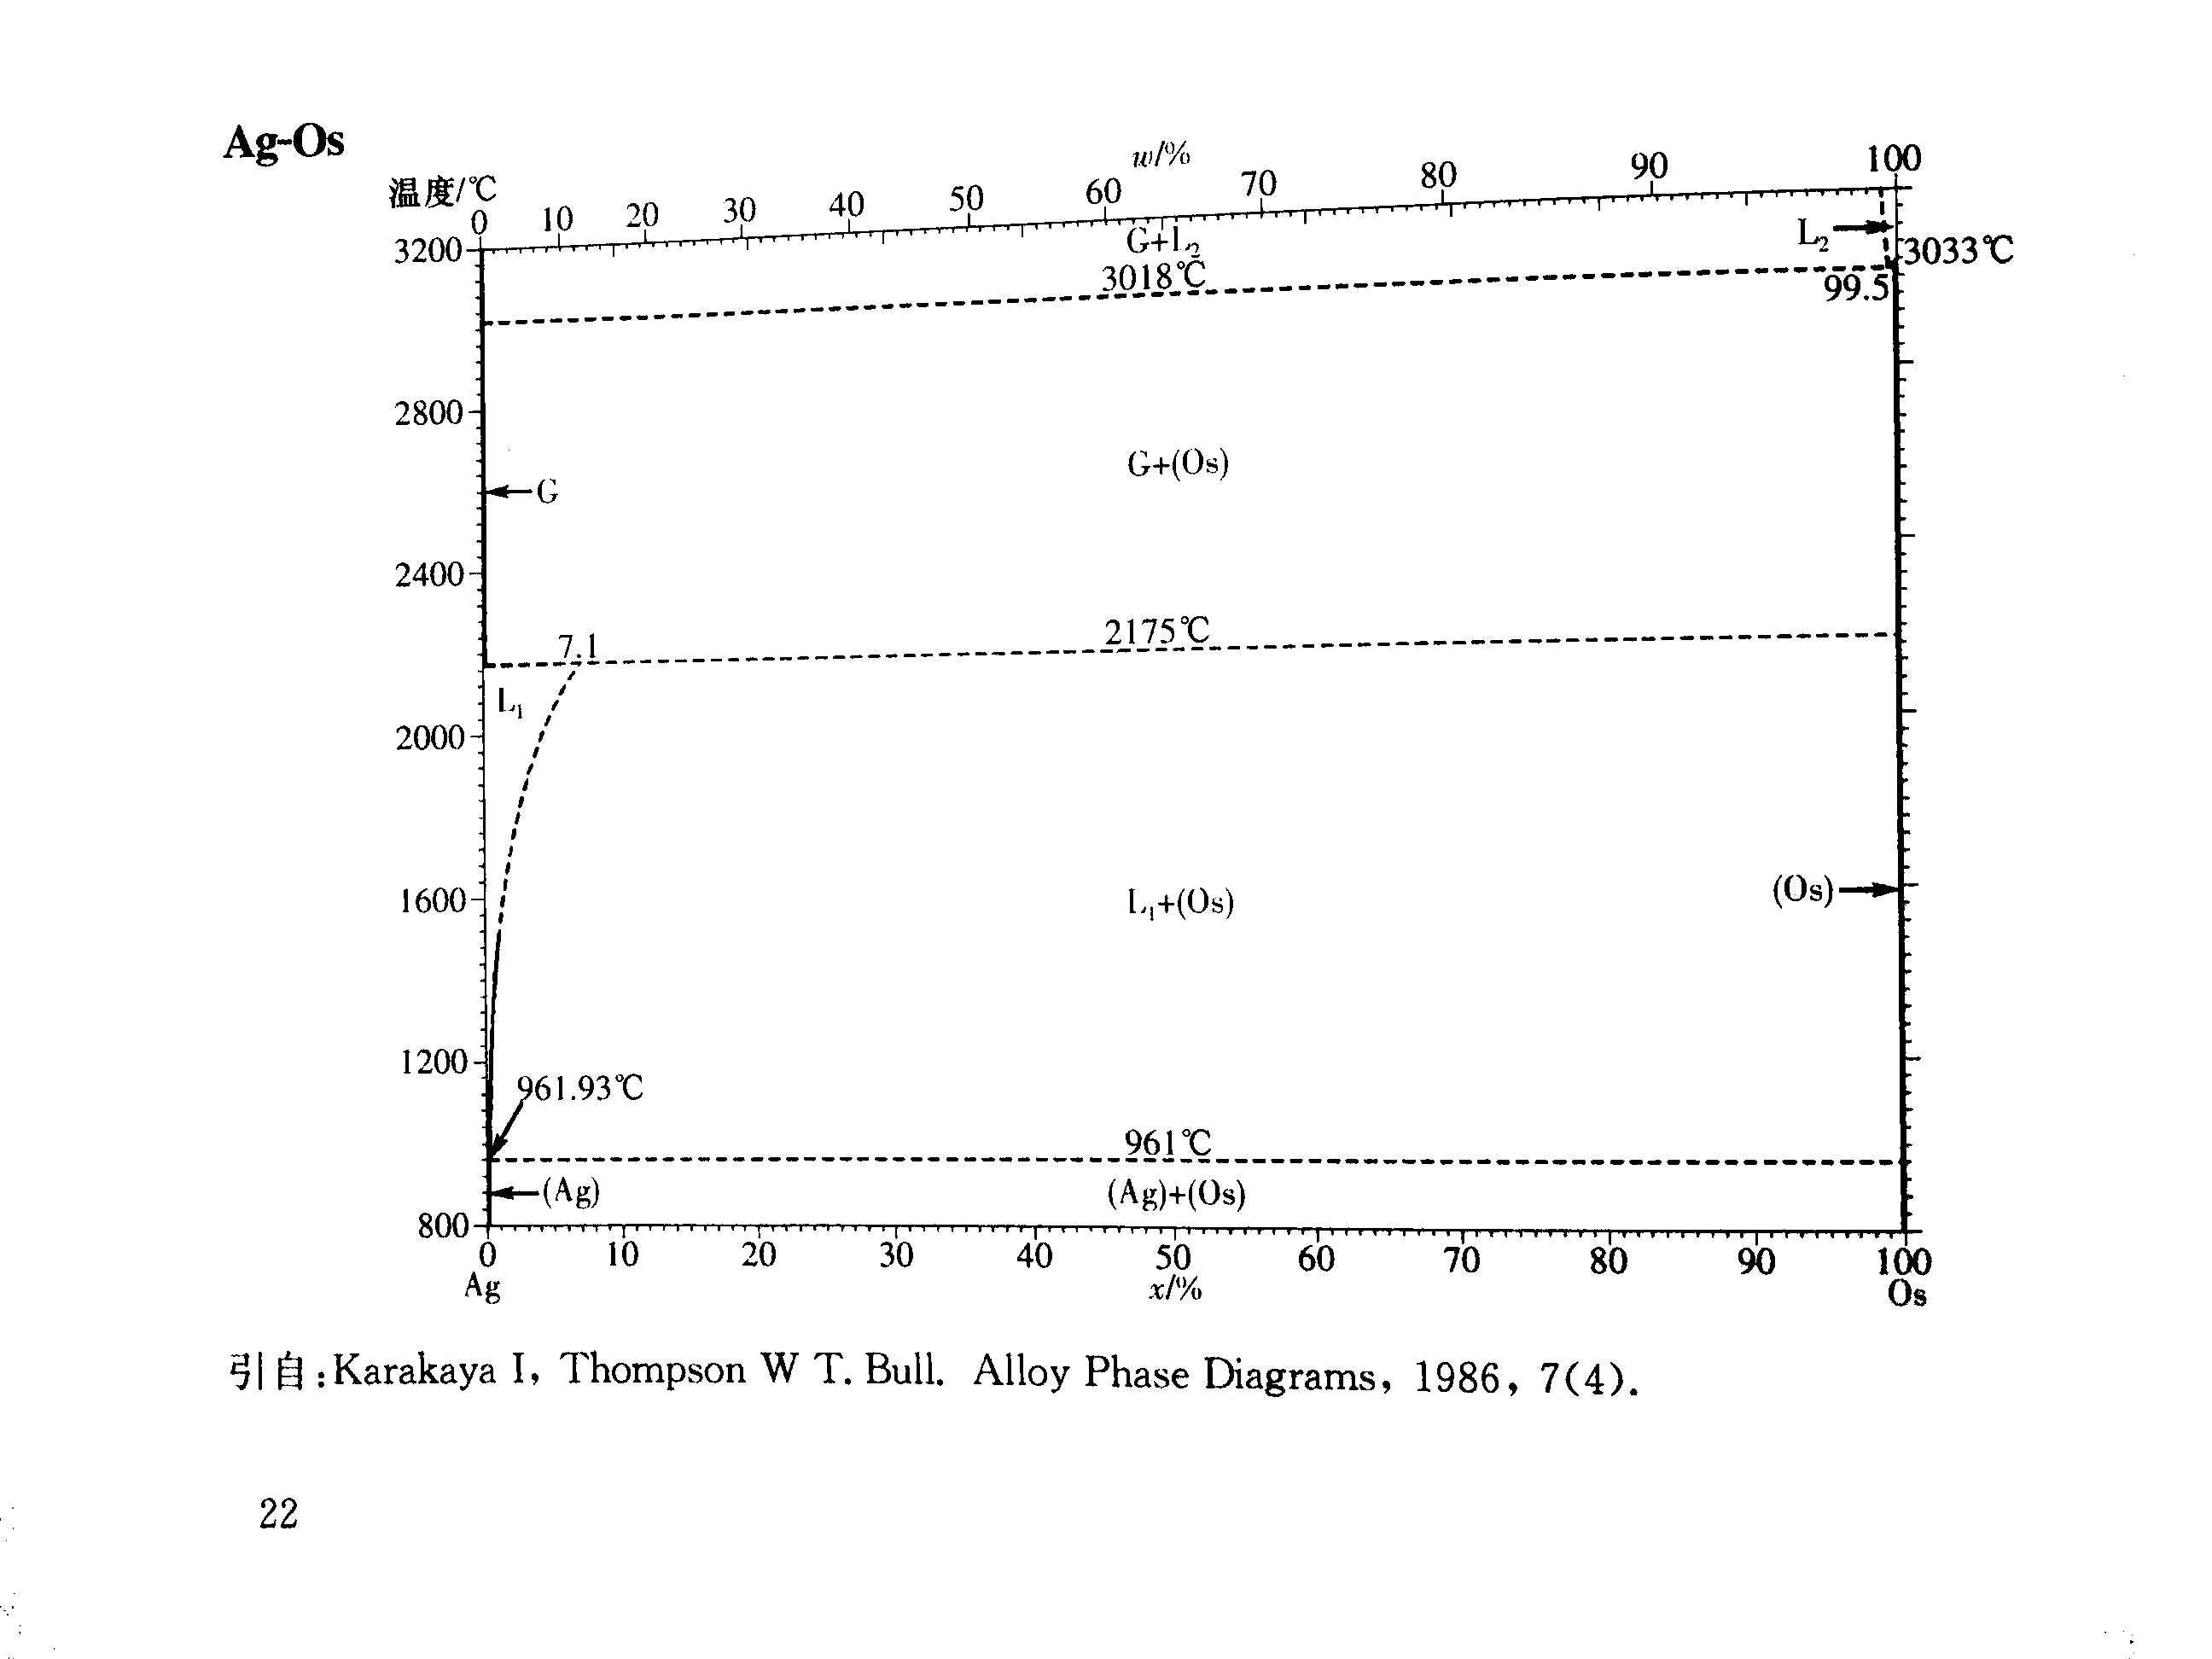 Ag-Os
w/%
温度/℃
0 10 20 30 40 50 60 70 80 90 100
3200
G+L₂
L₂
3033℃
3018℃
99.5
2800
G+(Os)
G
2400
2175℃
7.1
L₁
2000
1600
L₁+(Os)
(Os)
1200
961.93℃
961℃
(Ag)
(Ag)+(Os)
800
0 10 20 30 40 50 60 70 80 90 100
Ag
x/%
Os
引自:Karakaya I, Thompson W T. Bull. Alloy Phase Diagrams, 1986, 7(4).
22